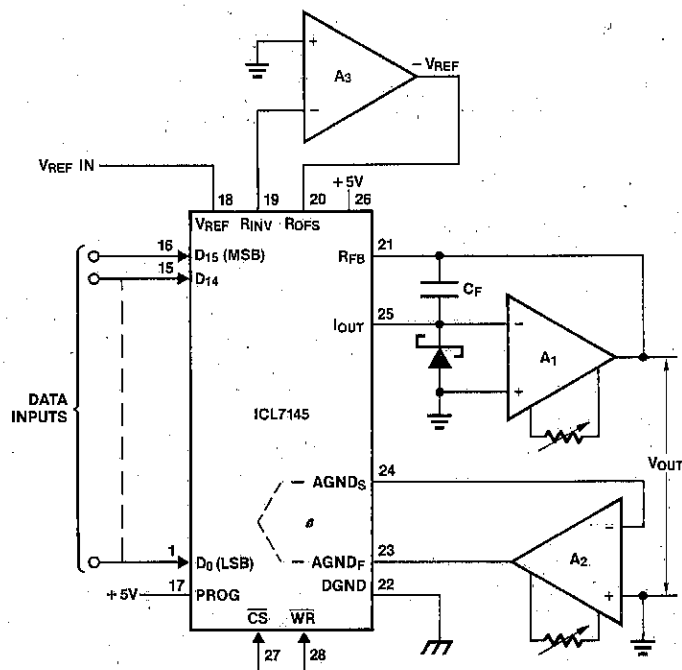 +
A3
−
− VREF
VREF IN
18 19 20 +5V 26
VREF RINV ROFS
16 D15 (MSB)
15 D14
RFB 21
CF
IOUT 25
−
A1
+
DATA
INPUTS
ICL7145
VOUT
AGNDS 24
−
A2
+
1 D0 (LSB)
AGNDF 23
+5V 17 PROG
DGND 22
CS WR
27 28